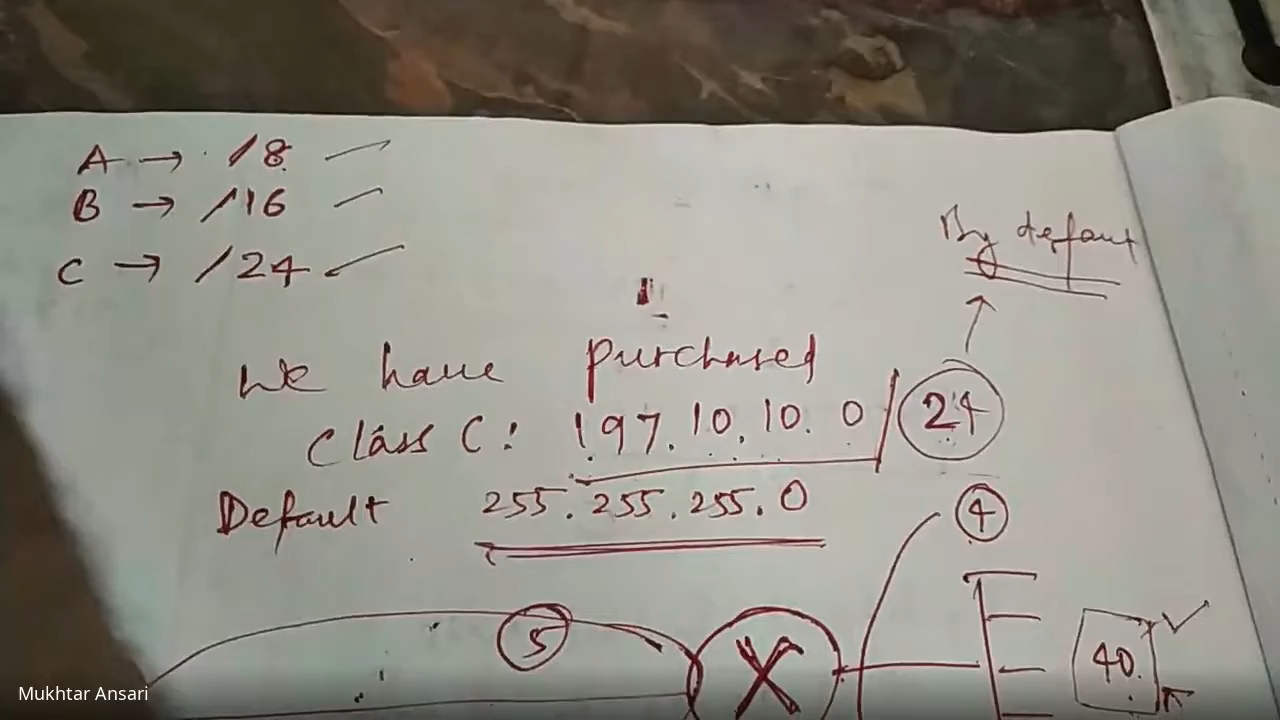 A → /8
B → /16
C → /24
By defaut
We have purchased
Class C: 197.10.10.0/24
Default 255.255.255.0
4
5
X
40
Mukhtar Ansari